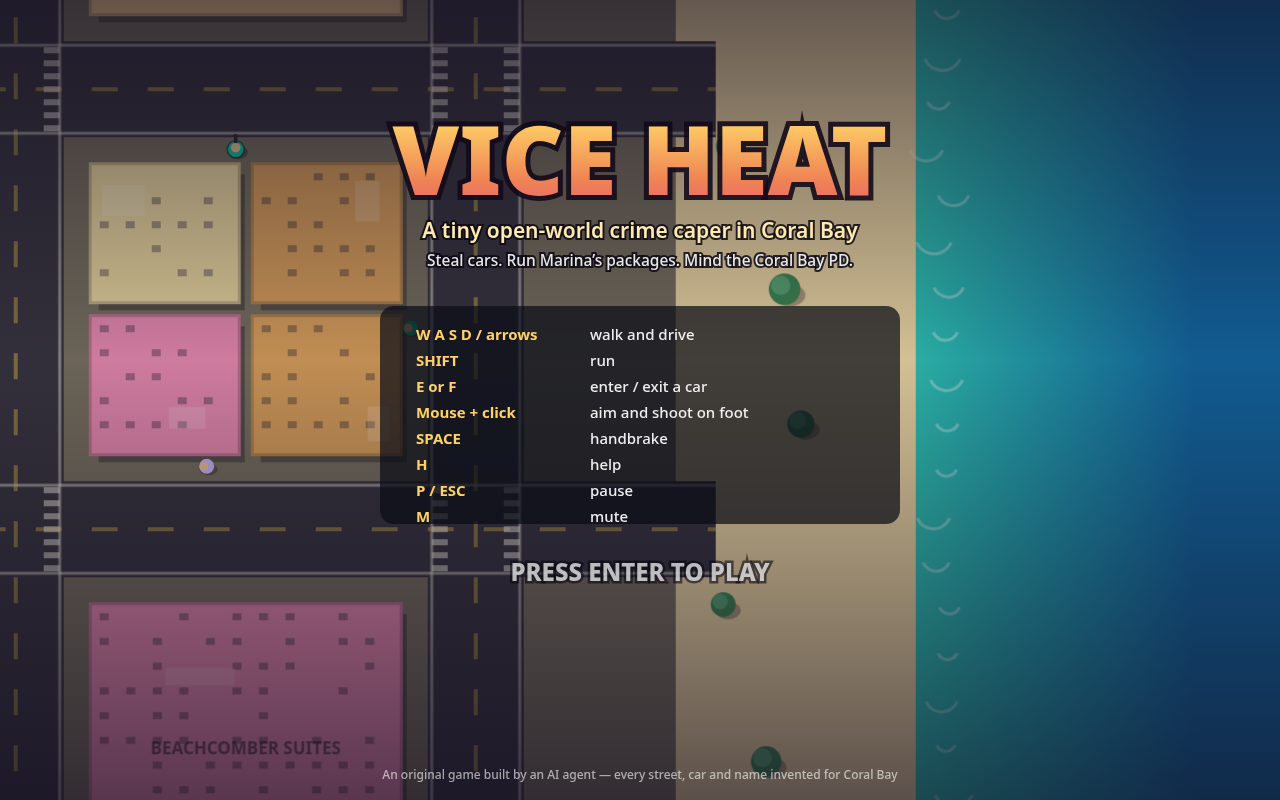 VICE HEAT
A tiny open-world crime caper in Coral Bay
Steal cars. Run Marina's packages. Mind the Coral Bay PD.
W A S D / arrows walk and drive
SHIFT run
E or F enter / exit a car
Mouse + click aim and shoot on foot
SPACE handbrake
H help
P / ESC pause
M mute
PRESS ENTER TO PLAY
BEACHCOMBER SUITES
An original game built by an AI agent — every street, car and name invented for Coral Bay